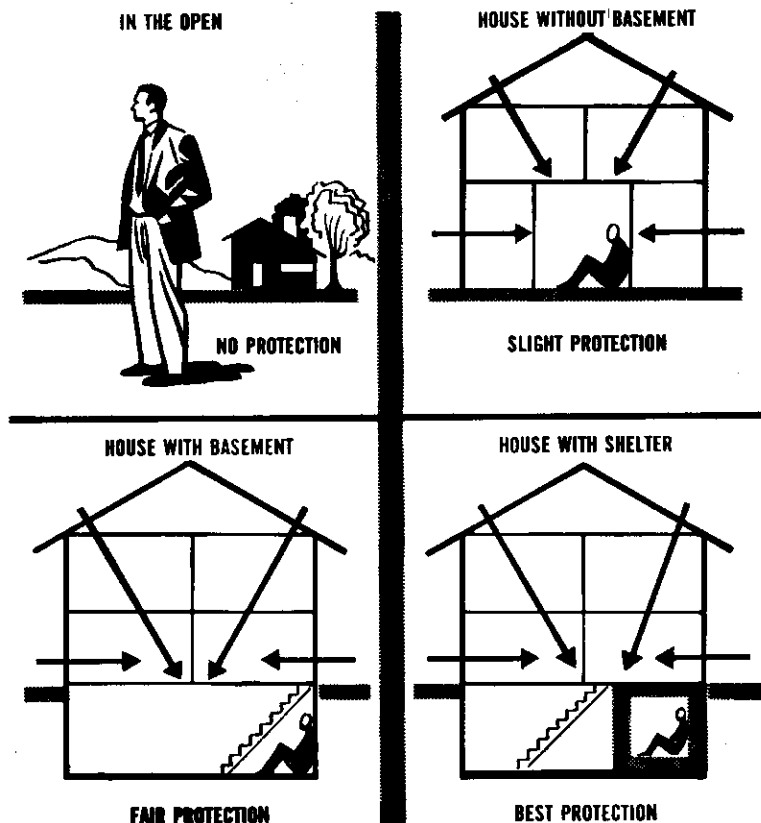 IN THE OPEN
NO PROTECTION
HOUSE WITHOUT BASEMENT
SLIGHT PROTECTION
HOUSE WITH BASEMENT
FAIR PROTECTION
HOUSE WITH SHELTER
BEST PROTECTION